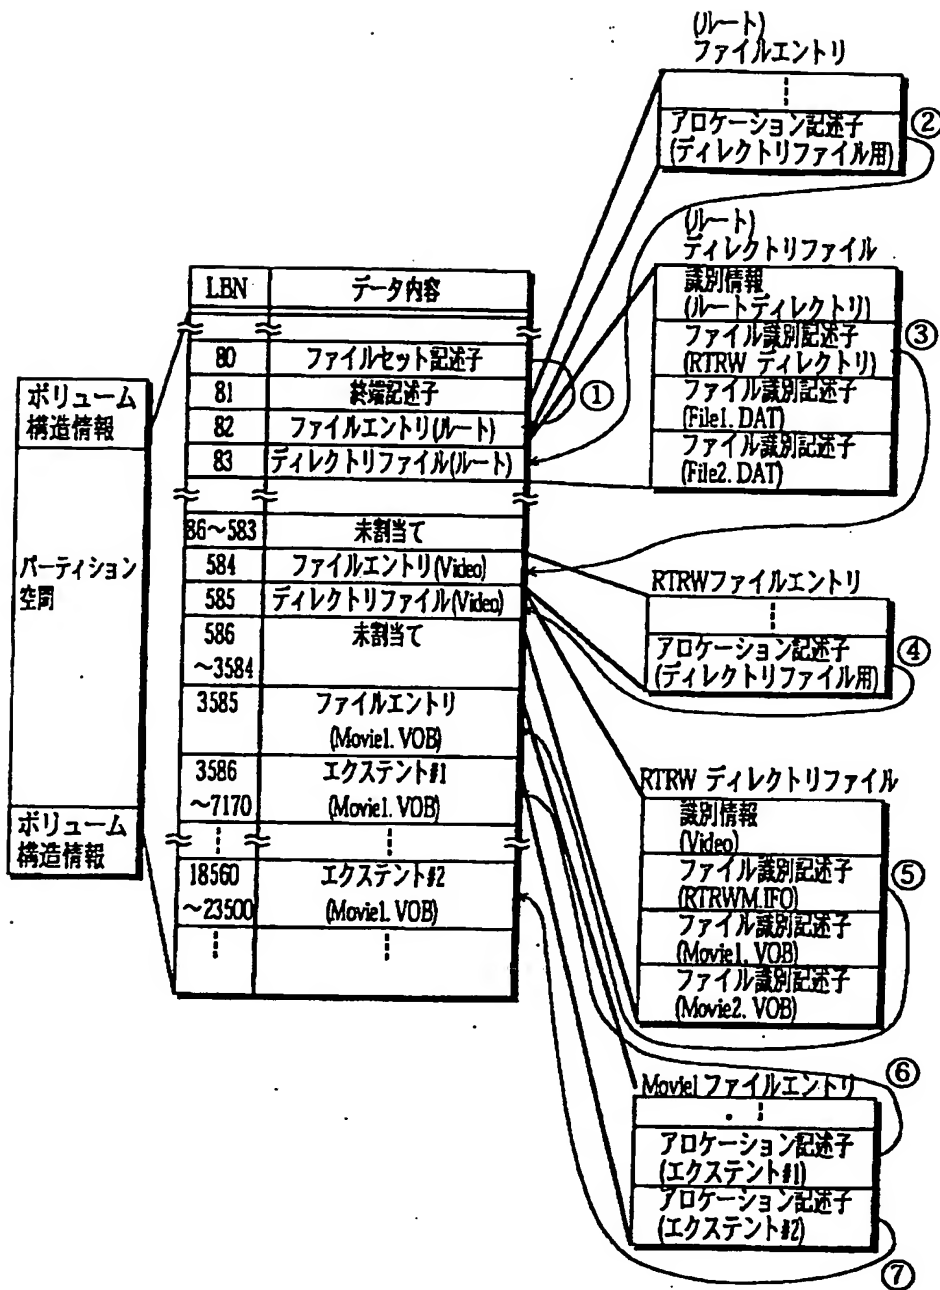 (ルート)
ファイルエントリ
アロケーション記述子
(ディレクトリファイル用)
②
(ルート)
ディレクトリファイル
識別情報
(ルートディレクトリ)
ファイル識別記述子
(RTRW ディレクトリ)
③
ファイル識別記述子
(File1. DAT)
ファイル識別記述子
(File2. DAT)
ボリューム
構造情報
パーティション
空間
ボリューム
構造情報
LBN データ内容
80 ファイルセット記述子
81 終端記述子
①
82 ファイルエントリ(ルート)
83 ディレクトリファイル(ルート)
86〜583 未割当て
584 ファイルエントリ(Video)
585 ディレクトリファイル(Video)
586 未割当て
〜3584
3585 ファイルエントリ
(Movie1. VOB)
3586 エクステント#1
〜7170 (Movie1. VOB)
18560 エクステント#2
〜23500 (Movie1. VOB)
RTRWファイルエントリ
アロケーション記述子
(ディレクトリファイル用)
④
RTRW ディレクトリファイル
識別情報
(Video)
ファイル識別記述子
(RTRWM.IFO)
⑤
ファイル識別記述子
(Movie1. VOB)
ファイル識別記述子
(Movie2. VOB)
⑥
Movie1 ファイルエントリ
アロケーション記述子
(エクステント#1)
アロケーション記述子
(エクステント#2)
⑦